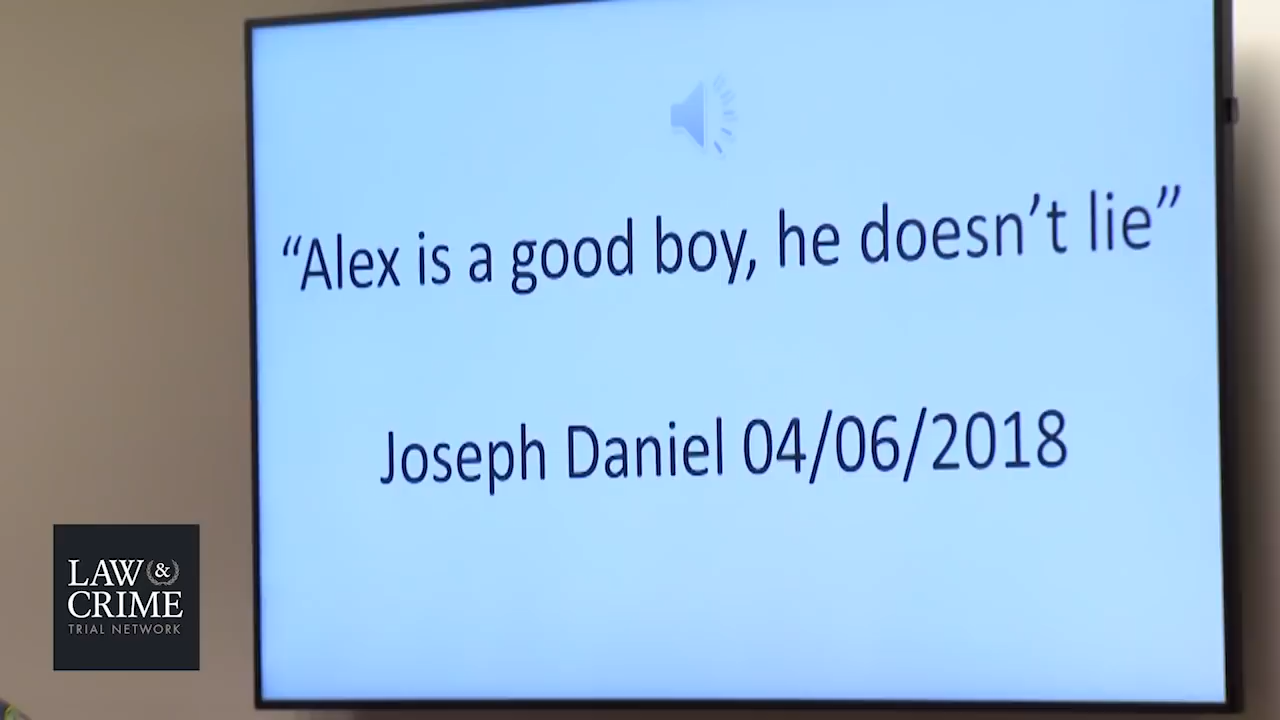 “Alex is a good boy, he doesn’t lie”
Joseph Daniel 04/06/2018
LAW &
CRIME
TRIAL NETWORK